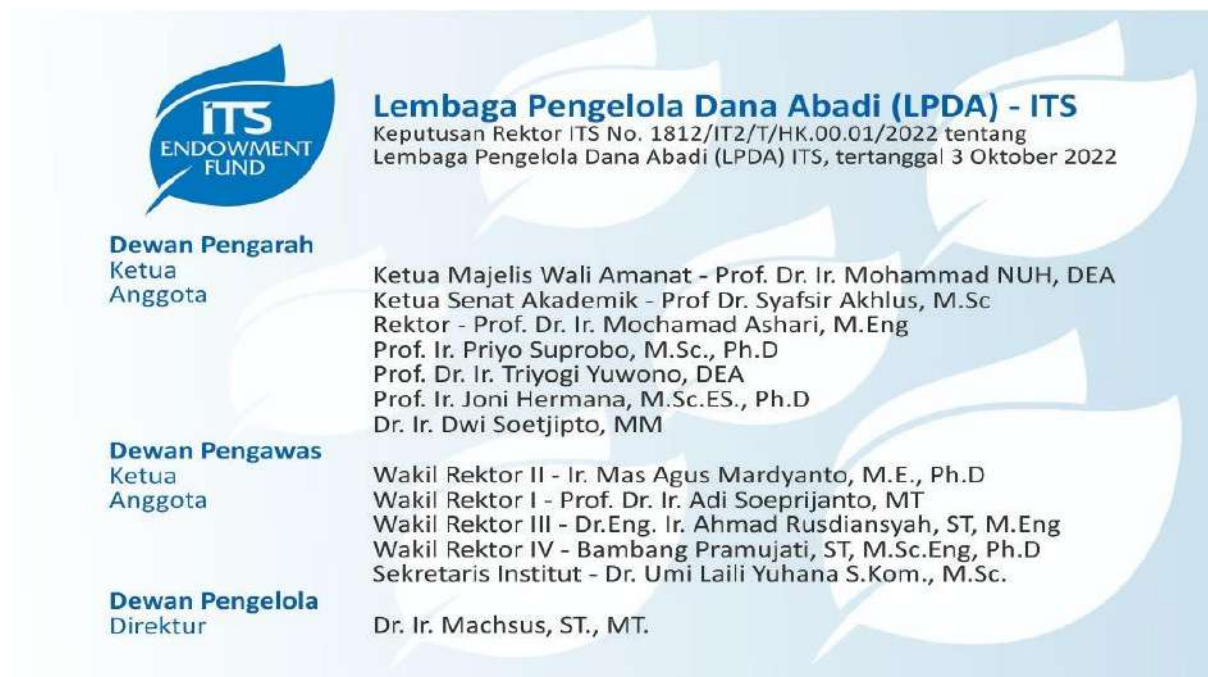 ITS
ENDOWMENT
FUND
Lembaga Pengelola Dana Abadi (LPDA) - ITS
Keputusan Rektor ITS No. 1812/IT2/T/HK.00.01/2022 tentang
Lembaga Pengelola Dana Abadi (LPDA) ITS, tertanggal 3 Oktober 2022
Dewan Pengarah
Ketua Ketua Majelis Wali Amanat - Prof. Dr. Ir. Mohammad NUH, DEA
Anggota Ketua Senat Akademik - Prof Dr. Syafsir Akhlus, M.Sc
Rektor - Prof. Dr. Ir. Mochamad Ashari, M.Eng
Prof. Ir. Priyo Suprobo, M.Sc., Ph.D
Prof. Dr. Ir. Triyogi Yuwono, DEA
Prof. Ir. Joni Hermana, M.Sc.ES., Ph.D
Dr. Ir. Dwi Soetjipto, MM
Dewan Pengawas
Ketua Wakil Rektor II - Ir. Mas Agus Mardyanto, M.E., Ph.D
Anggota Wakil Rektor I - Prof. Dr. Ir. Adi Soeprijanto, MT
Wakil Rektor III - Dr.Eng. Ir. Ahmad Rusdiansyah, ST, M.Eng
Wakil Rektor IV - Bambang Pramujati, ST, M.Sc.Eng, Ph.D
Sekretaris Institut - Dr. Umi Laili Yuhana S.Kom., M.Sc.
Dewan Pengelola
Direktur Dr. Ir. Machsus, ST., MT.